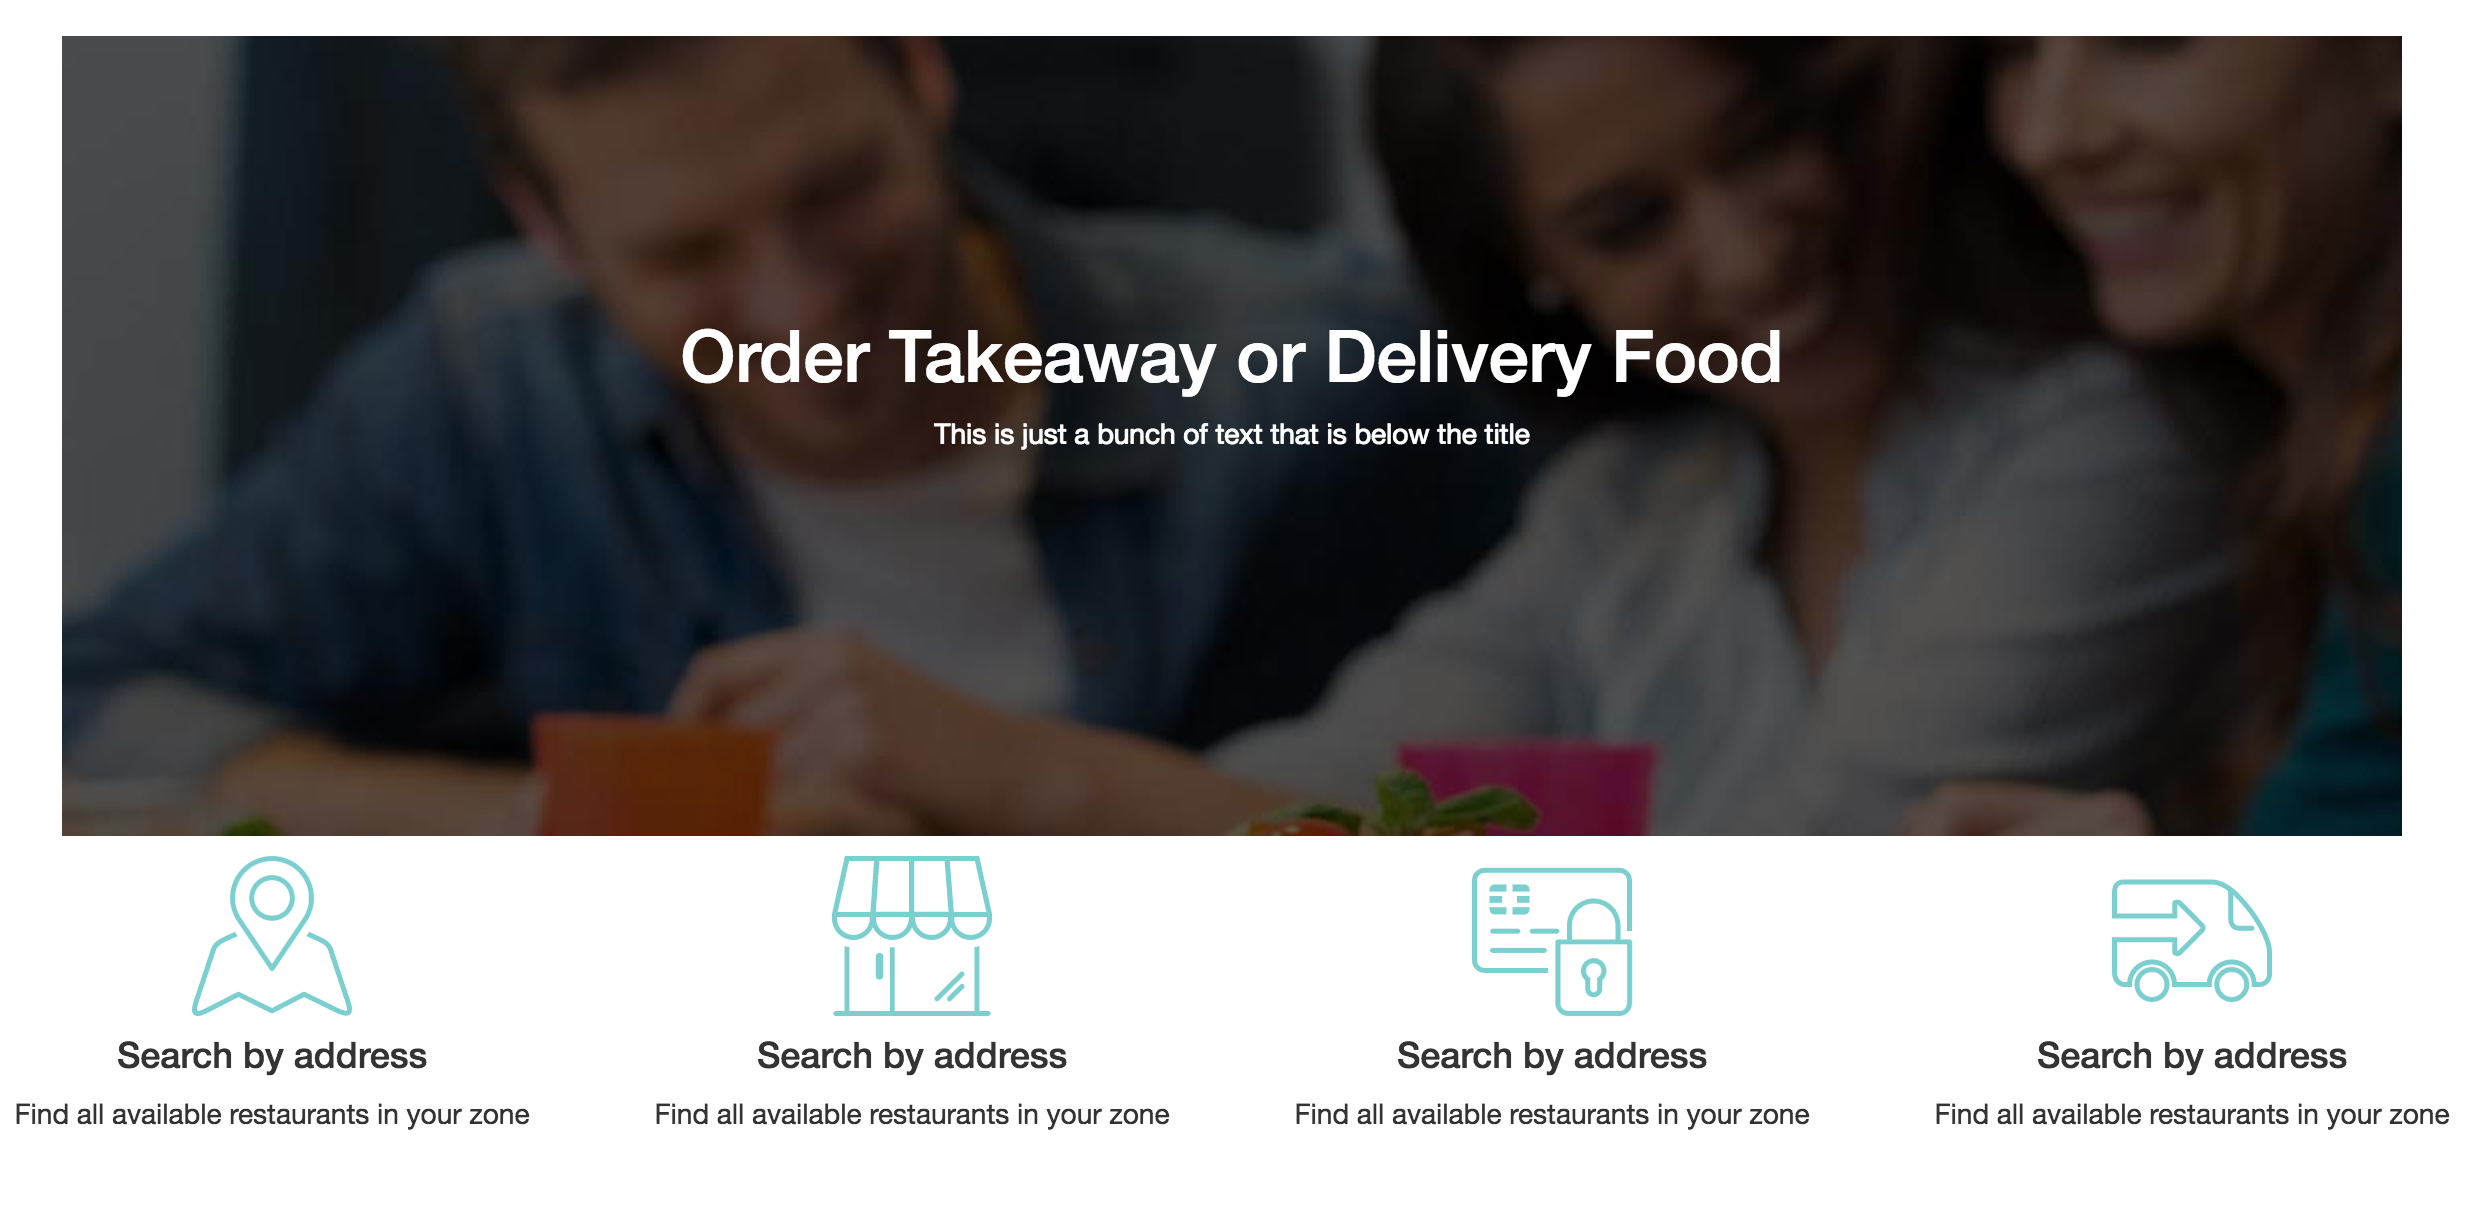 Order Takeaway or Delivery Food
This is just a bunch of text that is below the title
Search by address
Find all available restaurants in your zone
Search by address
Find all available restaurants in your zone
Search by address
Find all available restaurants in your zone
Search by address
Find all available restaurants in your zone